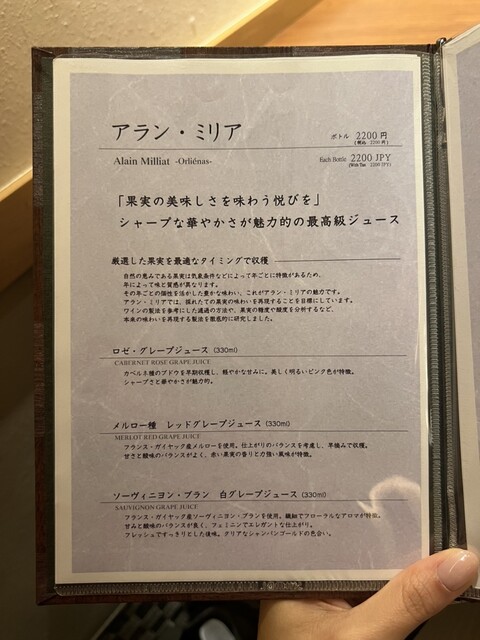 アラン・ミリア
ボトル 2200 円
(税込 2200 円)
Alain Milliat -Orliénas-
Each Bottle 2200 JPY
(With Tax 2200 JPY)
「果実の美味しさを味わう悦びを」
シャープな華やかさが魅力的の最高級ジュース
厳選した果実を最適なタイミングで収穫
自然の恵みである果実は気象条件などによって年ごとに特徴があるため、
年によって味と質感が異なります。
その年ごとの個性を活かした豊かな味わい、これがアラン・ミリアの魅力です。
アラン・ミリアでは、採れたての果実の味わいを再現することを目標にしています。
ワインの製法を参考にした濾過の方法や、果実の糖度や酸度を分析するなど、
本来の味わいを再現する製法を徹底的に研究しました。
ロゼ・グレープジュース (330ml)
CABERNET ROSE GRAPE JUICE
カベルネ種のブドウを早期収穫し、軽やかな甘みに。美しく明るいピンク色が特徴。
シャープさと華やかさが魅力的。
メルロー種 レッドグレープジュース (330ml)
MERLOT RED GRAPE JUICE
フランス・ガイヤック産メルローを使用。仕上がりのバランスを考慮し、早摘みで収穫。
甘さと酸味のバランスがよく、赤い果実の香りと力強い風味が特徴。
ソーヴィニヨン・ブラン 白グレープジュース (330ml)
SAUVIGNON GRAPE JUICE
フランス・ガイヤック産ソーヴィニヨン・ブランを使用。繊細でフローラルなアロマが特徴。
甘みと酸味のバランスが良く、フェミニンでエレガントな仕上がり。
フレッシュですっきりとした後味。クリアなシャンパンゴールドの色合い。